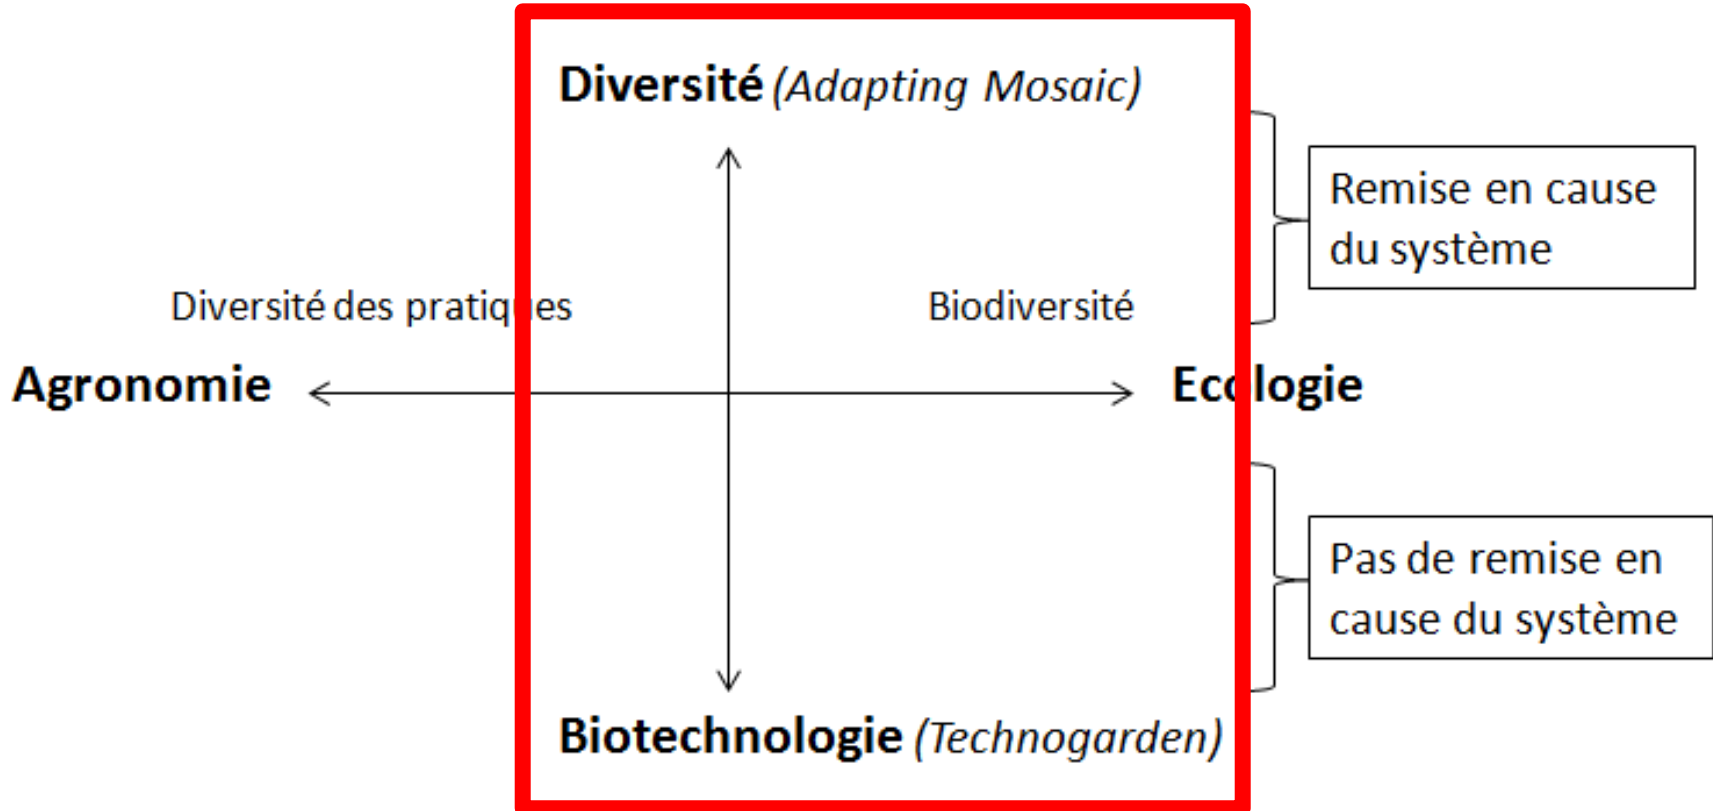 Diversité (Adapting Mosaic)
Remise en cause
du système
Diversité des pratiques
Biodiversité
Agronomie
Ecologie
Pas de remise en
cause du système
Biotechnologie (Technogarden)